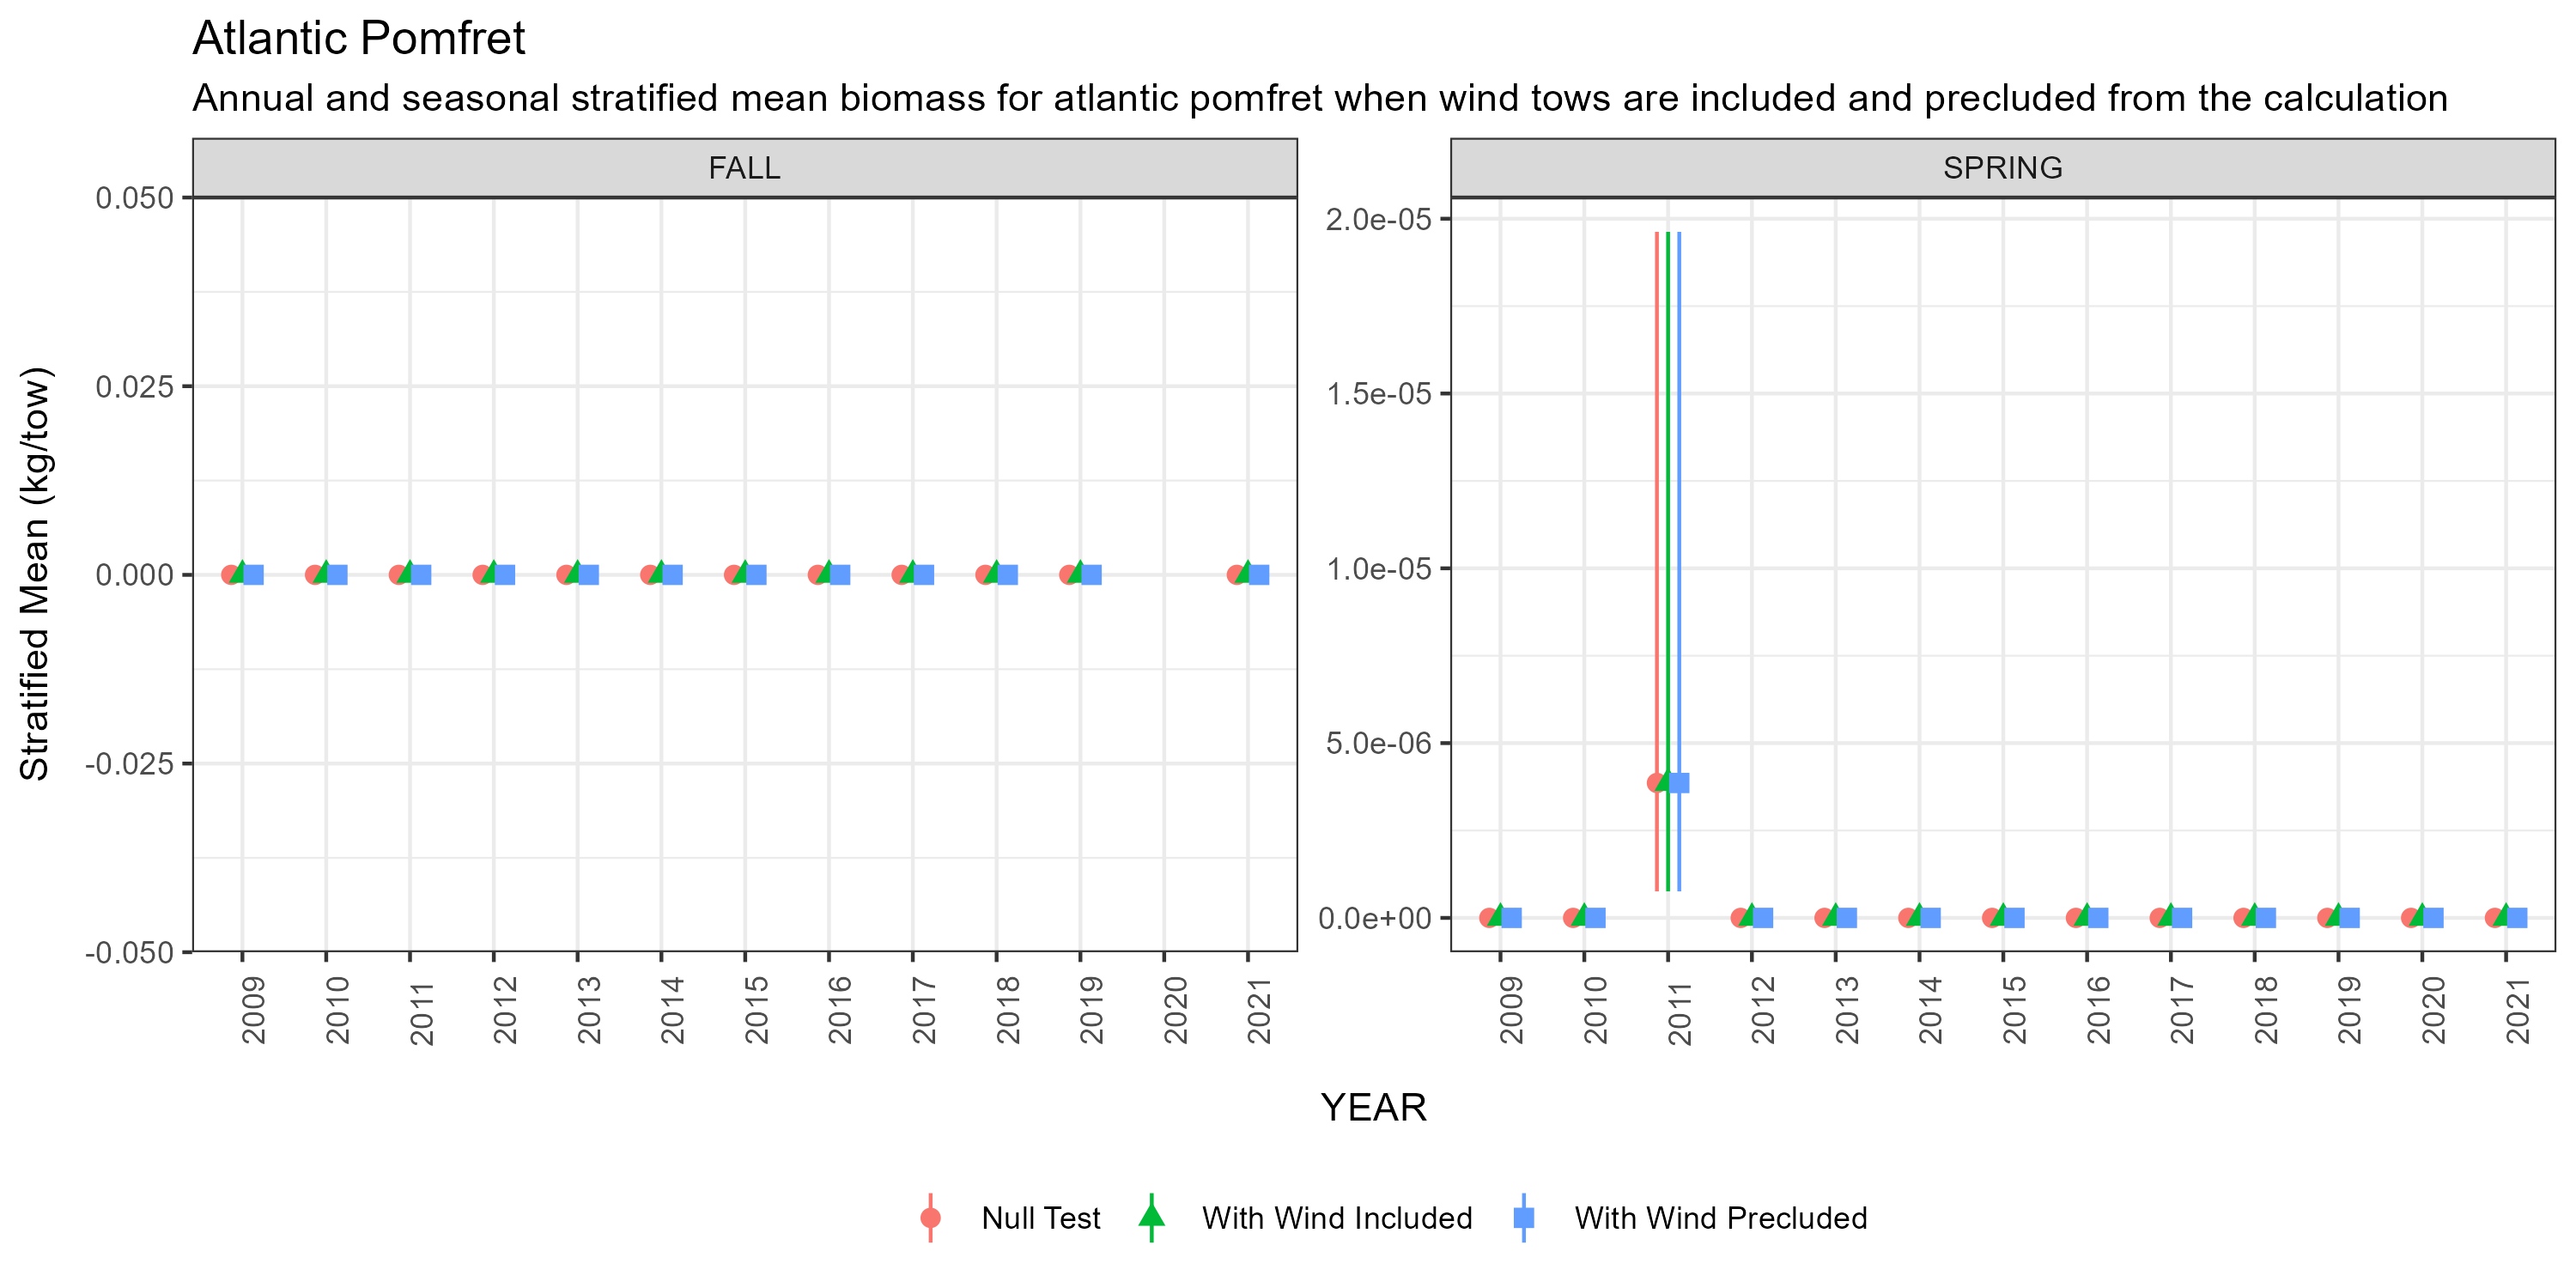 Atlantic Pomfret
Annual and seasonal stratified mean biomass for atlantic pomfret when wind tows are included and precluded from the calculation
FALL
SPRING
Stratified Mean (kg/tow)
0.050
0.025
0.000
-0.025
-0.050
2.0e-05
1.5e-05
1.0e-05
5.0e-06
0.0e+00
2009 2010 2011 2012 2013 2014 2015 2016 2017 2018 2019 2020 2021
2009 2010 2011 2012 2013 2014 2015 2016 2017 2018 2019 2020 2021
YEAR
Null Test With Wind Included With Wind Precluded